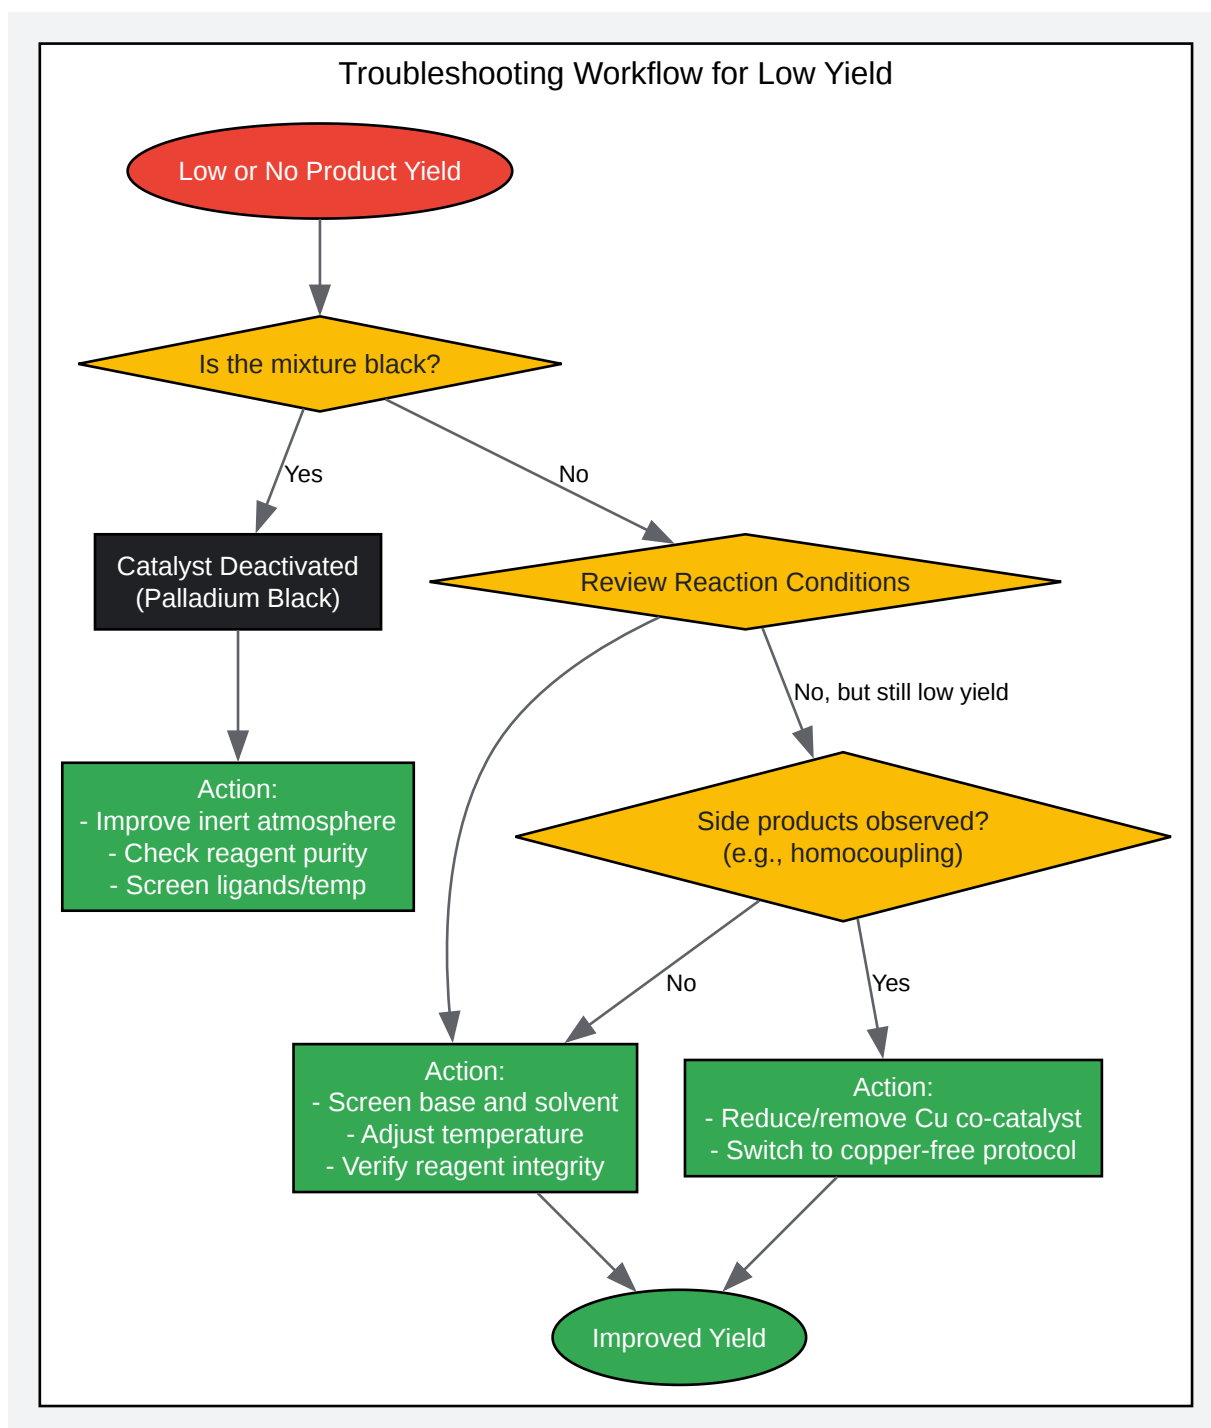 Troubleshooting Workflow for Low Yield
Low or No Product Yield
Is the mixture black?
Yes
No
Catalyst Deactivated
(Palladium Black)
Review Reaction Conditions
No, but still low yield
Action:
- Improve inert atmosphere
- Check reagent purity
- Screen ligands/temp
Side products observed?
(e.g., homocoupling)
No
Yes
Action:
- Screen base and solvent
- Adjust temperature
- Verify reagent integrity
Action:
- Reduce/remove Cu co-catalyst
- Switch to copper-free protocol
Improved Yield